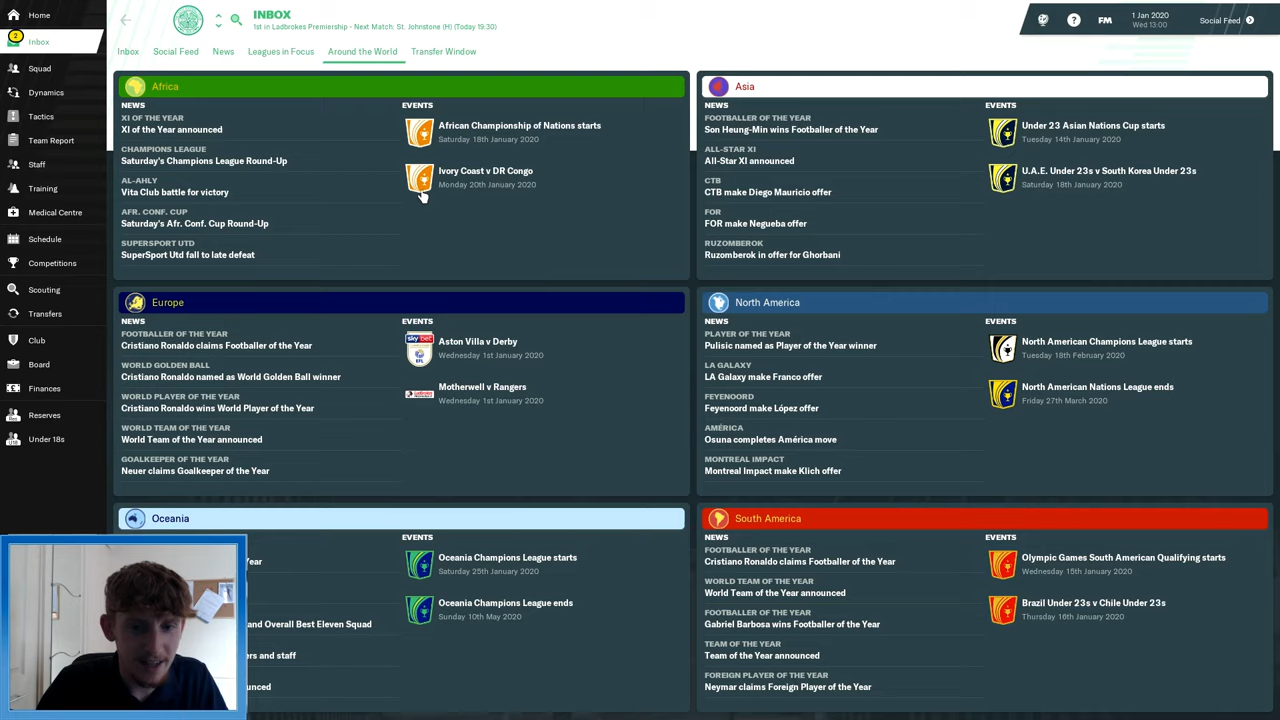 Home
2
Inbox
Squad
Dynamics
Tactics
Team Report
Staff
Training
Medical Centre
Schedule
Competitions
Scouting
Transfers
Club
Board
Finances
Reserves
Under 18s
INBOX
1st in Ladbrokes Premiership - Next Match: St. Johnstone (H) (Today 19:30)
? FM
1 Jan 2020
Wed 13:00
Social Feed
Inbox Social Feed News Leagues in Focus Around the World Transfer Window
Africa
NEWS
XI OF THE YEAR
XI of the Year announced
CHAMPIONS LEAGUE
Saturday's Champions League Round-Up
AL-AHLY
Vita Club battle for victory
AFR. CONF. CUP
Saturday's Afr. Conf. Cup Round-Up
SUPERSPORT UTD
SuperSport Utd fall to late defeat
EVENTS
African Championship of Nations starts
Saturday 18th January 2020
Ivory Coast v DR Congo
Monday 20th January 2020
Asia
NEWS
FOOTBALLER OF THE YEAR
Son Heung-Min wins Footballer of the Year
ALL-STAR XI
All-Star XI announced
CTB
CTB make Diego Mauricio offer
FOR
FOR make Negueba offer
RUZOMBEROK
Ruzomberok in offer for Ghorbani
EVENTS
Under 23 Asian Nations Cup starts
Tuesday 14th January 2020
U.A.E. Under 23s v South Korea Under 23s
Saturday 18th January 2020
Europe
NEWS
FOOTBALLER OF THE YEAR
Cristiano Ronaldo claims Footballer of the Year
WORLD GOLDEN BALL
Cristiano Ronaldo named as World Golden Ball winner
WORLD PLAYER OF THE YEAR
Cristiano Ronaldo wins World Player of the Year
WORLD TEAM OF THE YEAR
World Team of the Year announced
GOALKEEPER OF THE YEAR
Neuer claims Goalkeeper of the Year
EVENTS
sky bet
EFL
Aston Villa v Derby
Wednesday 1st January 2020
Motherwell v Rangers
Wednesday 1st January 2020
North America
NEWS
PLAYER OF THE YEAR
Pulisic named as Player of the Year winner
LA GALAXY
LA Galaxy make Franco offer
FEYENOORD
Feyenoord make López offer
AMÉRICA
Osuna completes América move
MONTREAL IMPACT
Montreal Impact make Klich offer
EVENTS
North American Champions League starts
Tuesday 18th February 2020
North American Nations League ends
Friday 27th March 2020
Oceania
Year
and Overall Best Eleven Squad
ers and staff
unced
EVENTS
Oceania Champions League starts
Saturday 25th January 2020
Oceania Champions League ends
Sunday 10th May 2020
South America
NEWS
FOOTBALLER OF THE YEAR
Cristiano Ronaldo claims Footballer of the Year
WORLD TEAM OF THE YEAR
World Team of the Year announced
FOOTBALLER OF THE YEAR
Gabriel Barbosa wins Footballer of the Year
TEAM OF THE YEAR
Team of the Year announced
FOREIGN PLAYER OF THE YEAR
Neymar claims Foreign Player of the Year
EVENTS
Olympic Games South American Qualifying starts
Wednesday 15th January 2020
Brazil Under 23s v Chile Under 23s
Thursday 16th January 2020